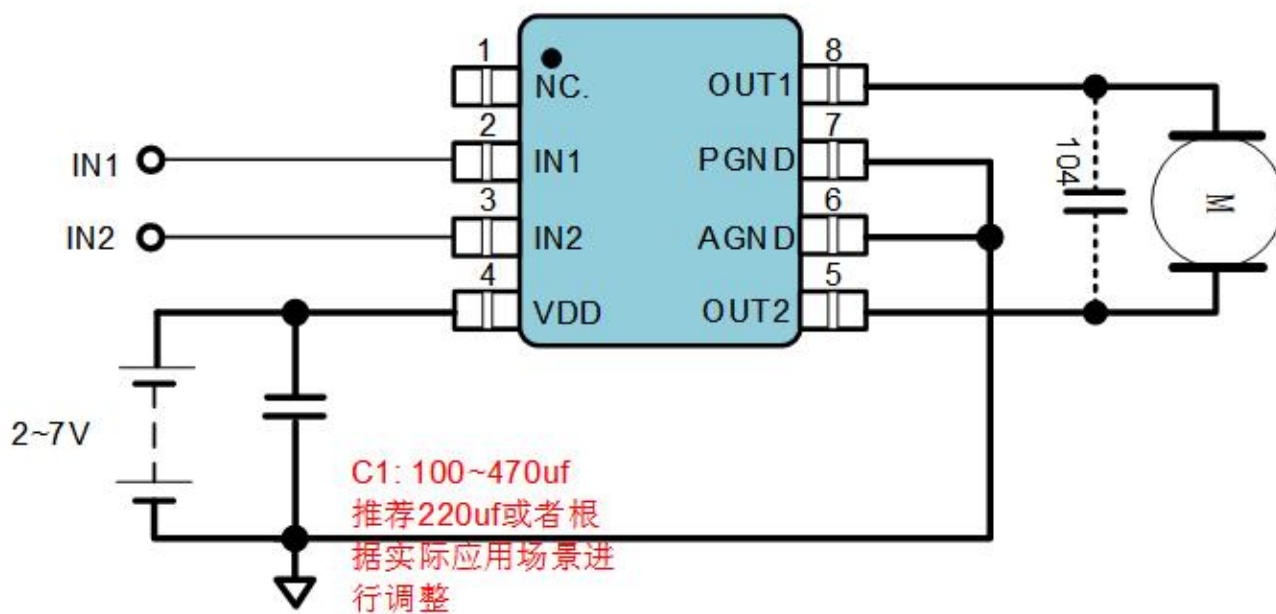 1
8
NC.
OUT1
2
7
IN1
IN1
PGND
3
6
IN2
IN2
AGND
4
5
VDD
OUT2
104
M
2~7V
C1: 100~470uf
推荐220uf或者根
据实际应用场景进
行调整